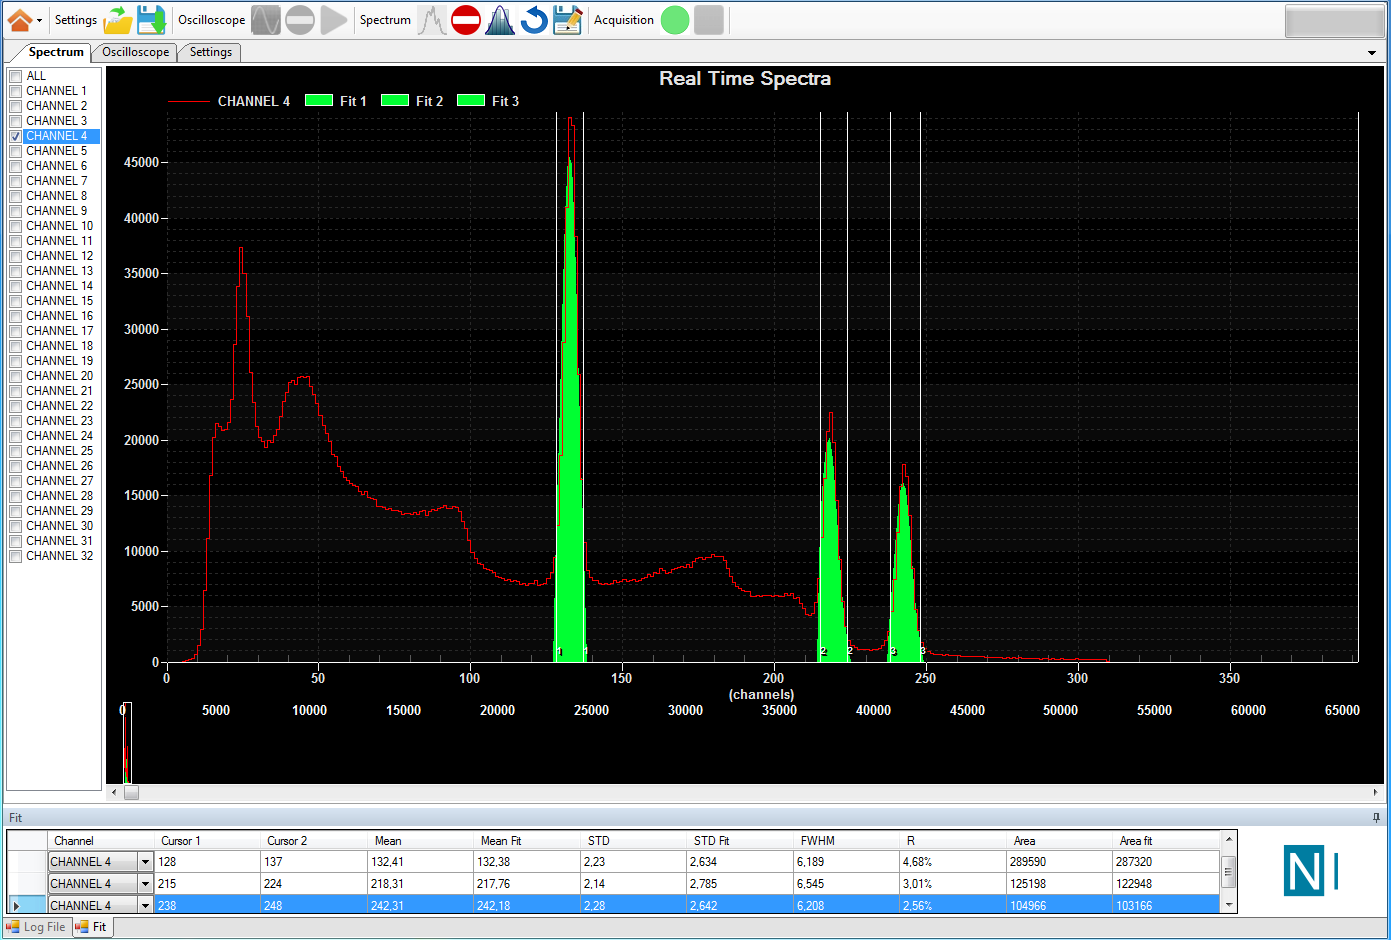 Settings Oscilloscope Spectrum Acquisition
Spectrum Oscilloscope Settings
ALL
CHANNEL 1
CHANNEL 2
CHANNEL 3
CHANNEL 4
CHANNEL 5
CHANNEL 6
CHANNEL 7
CHANNEL 8
CHANNEL 9
CHANNEL 10
CHANNEL 11
CHANNEL 12
CHANNEL 13
CHANNEL 14
CHANNEL 15
CHANNEL 16
CHANNEL 17
CHANNEL 18
CHANNEL 19
CHANNEL 20
CHANNEL 21
CHANNEL 22
CHANNEL 23
CHANNEL 24
CHANNEL 25
CHANNEL 26
CHANNEL 27
CHANNEL 28
CHANNEL 29
CHANNEL 30
CHANNEL 31
CHANNEL 32
Real Time Spectra
CHANNEL 4 Fit 1 Fit 2 Fit 3
45000
40000
35000
30000
25000
20000
15000
10000
5000
0
1 1 2 2 3 3
0 50 100 150 200 250 300 350
(channels)
0 5000 10000 15000 20000 25000 30000 35000 40000 45000 50000 55000 60000 65000
Fit
Channel Cursor 1 Cursor 2 Mean Mean Fit STD STD Fit FWHM R Area Area fit
CHANNEL 4 128 137 132,41 132,38 2,23 2,634 6,189 4,68% 289590 287320
CHANNEL 4 215 224 218,31 217,76 2,14 2,785 6,545 3,01% 125198 122948
CHANNEL 4 238 248 242,31 242,18 2,28 2,642 6,208 2,56% 104966 103166
N I
Log File Fit